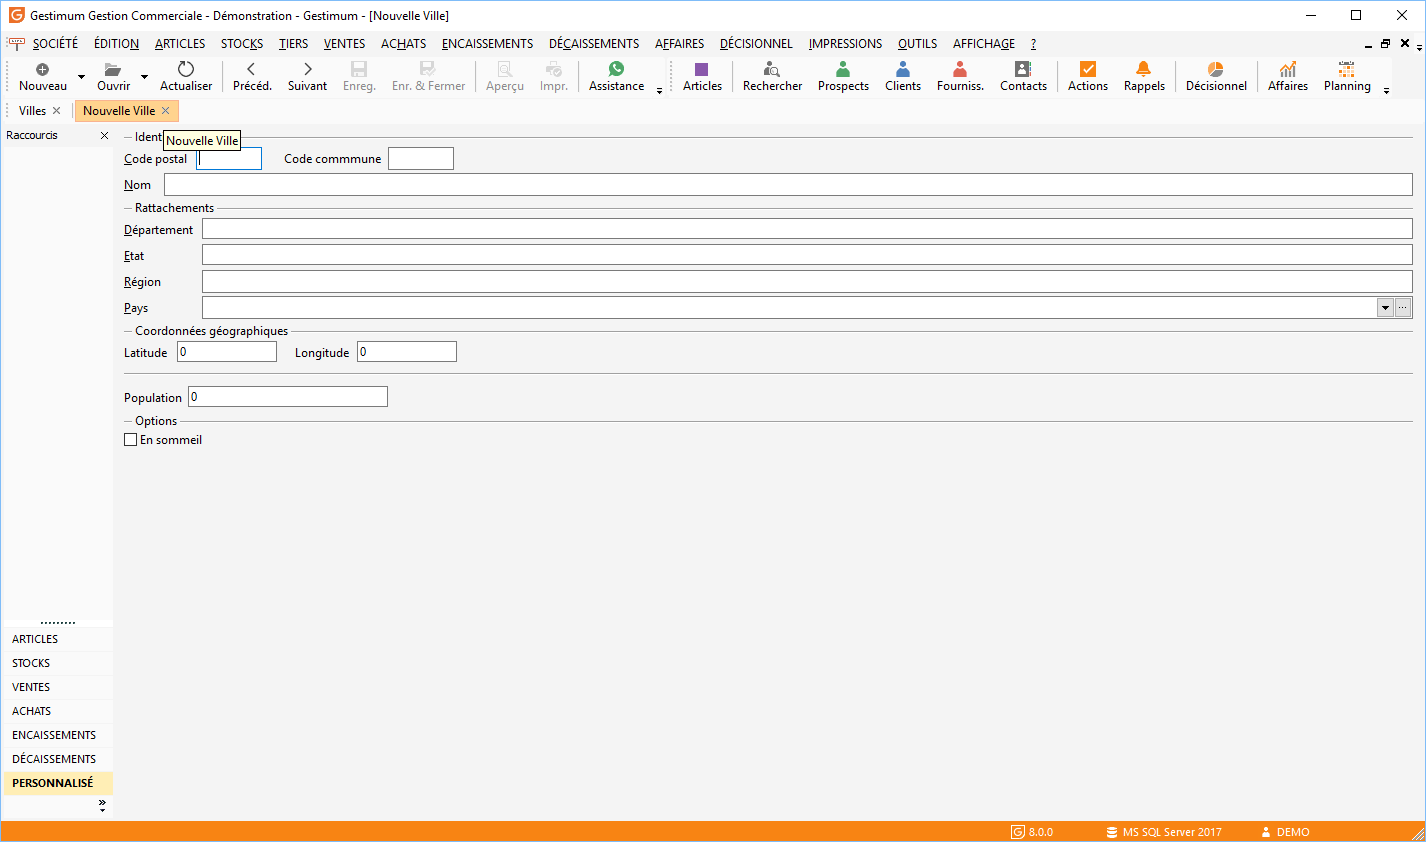 Gestimum Gestion Commerciale - Démonstration - Gestimum - [Nouvelle Ville]
SOCIÉTÉ ÉDITION ARTICLES STOCKS TIERS VENTES ACHATS ENCAISSEMENTS DÉCAISSEMENTS AFFAIRES DÉCISIONNEL IMPRESSIONS OUTILS AFFICHAGE ?
Nouveau Ouvrir Actualiser Précéd. Suivant Enreg. Enr. & Fermer Aperçu Impr. Assistance Articles Rechercher Prospects Clients Fourniss. Contacts Actions Rappels Décisionnel Affaires Planning
Villes Nouvelle Ville
Raccourcis
Ident
Nouvelle Ville
Code postal Code commmune
Nom
Rattachements
Département
Etat
Région
Pays
Coordonnées géographiques
Latitude 0 Longitude 0
Population 0
Options
En sommeil
ARTICLES
STOCKS
VENTES
ACHATS
ENCAISSEMENTS
DÉCAISSEMENTS
PERSONNALISÉ
8.0.0 MS SQL Server 2017 DEMO